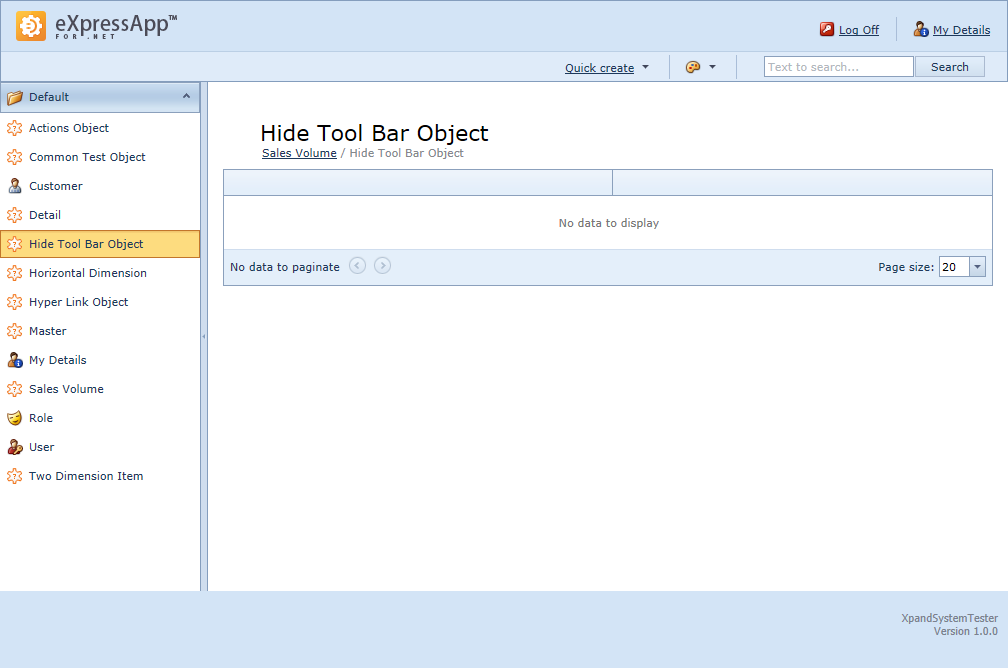 eXpressApp™
FOR .NET
Log Off
My Details
Quick create
Text to search...
Search
Default
Actions Object
Common Test Object
Customer
Detail
Hide Tool Bar Object
Horizontal Dimension
Hyper Link Object
Master
My Details
Sales Volume
Role
User
Two Dimension Item
Hide Tool Bar Object
Sales Volume / Hide Tool Bar Object
No data to display
No data to paginate
Page size: 20
XpandSystemTester
Version 1.0.0